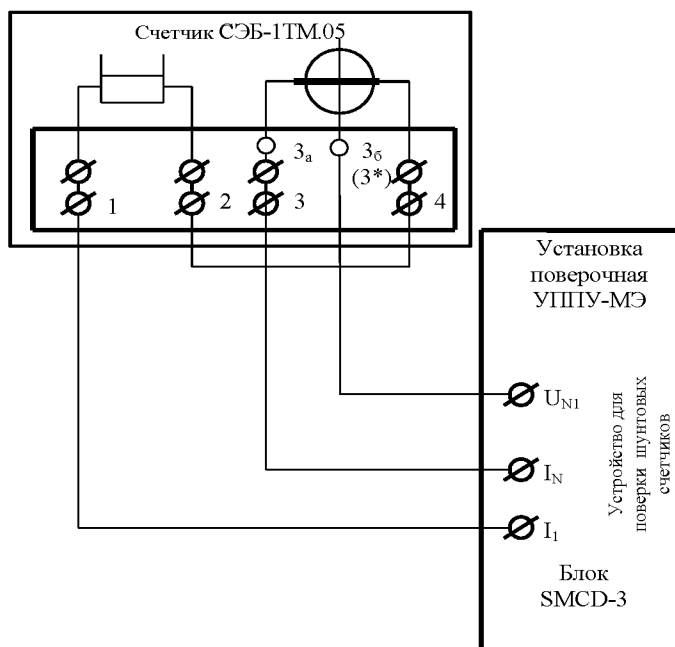 Счетчик СЭБ-1ТМ.05
3а
3б
(3*)
1
2
3
4
Установка
поверочная
УППУ-МЭ
UN1
IN
I1
Устройство для
поверки шунтовых
счетчиков
Блок
SMCD-3